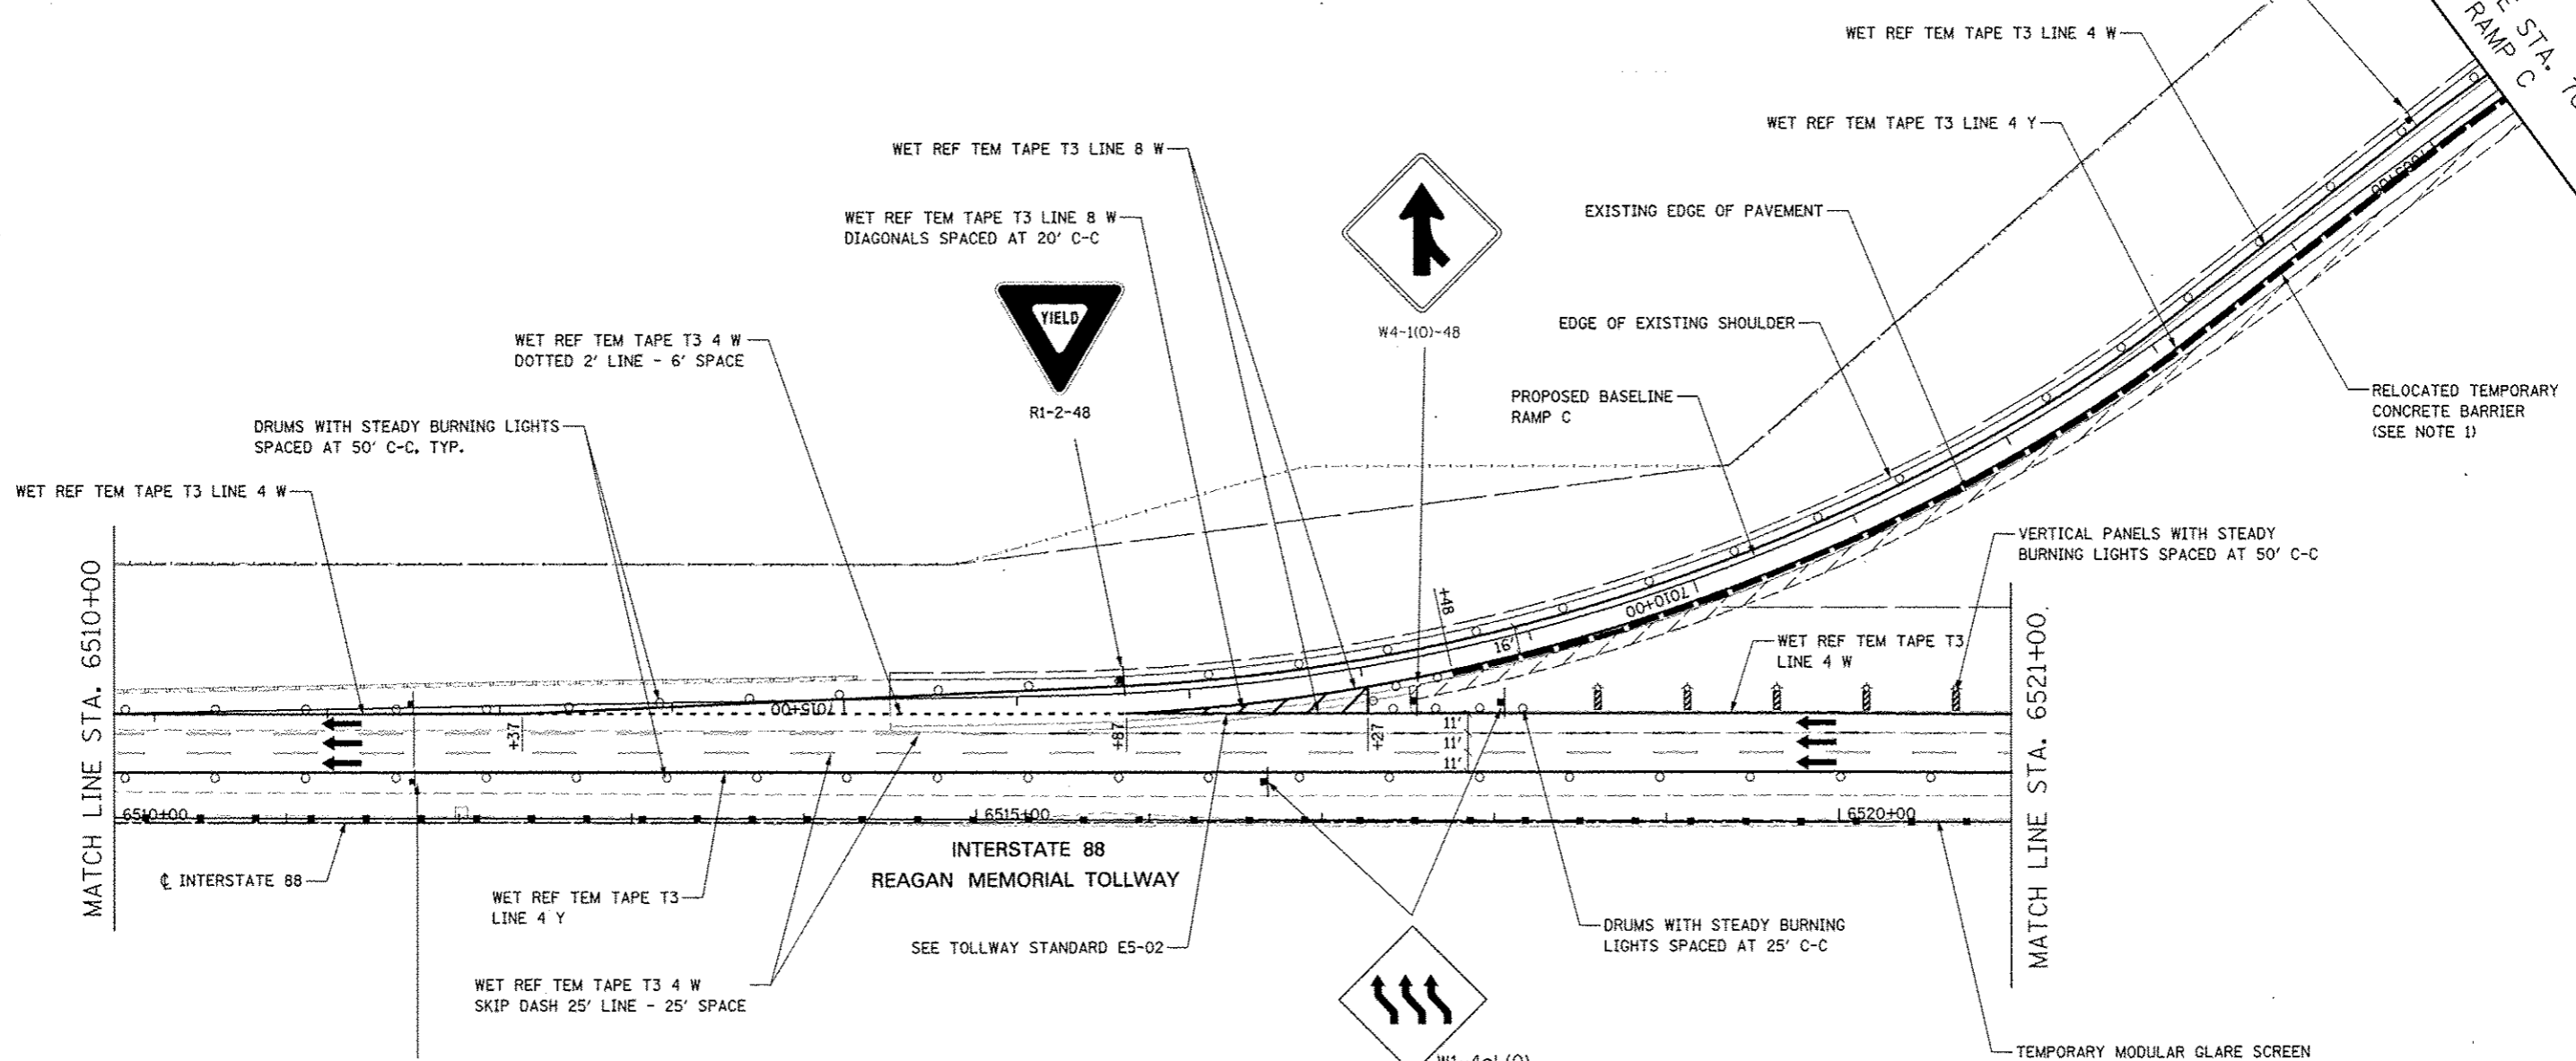 WET REF TEM TAPE T3 LINE 4 W
E STA. 70
RAMP C
WET REF TEM TAPE T3 LINE 4 Y
WET REF TEM TAPE T3 LINE 8 W
WET REF TEM TAPE T3 LINE 8 W
DIAGONALS SPACED AT 20' C-C
EXISTING EDGE OF PAVEMENT
YIELD
R1-2-48
W4-1(O)-48
EDGE OF EXISTING SHOULDER
WET REF TEM TAPE T3 4 W
DOTTED 2' LINE - 6' SPACE
PROPOSED BASELINE
RAMP C
RELOCATED TEMPORARY
CONCRETE BARRIER
(SEE NOTE 1)
DRUMS WITH STEADY BURNING LIGHTS
SPACED AT 50' C-C. TYP.
WET REF TEM TAPE T3 LINE 4 W
VERTICAL PANELS WITH STEADY
BURNING LIGHTS SPACED AT 50' C-C
MATCH LINE STA. 6510+00
+48
7010+00
16'
WET REF TEM TAPE T3
LINE 4 W
MATCH LINE STA. 6521+00
7015+00
+37
+87
+27
11'
11'
11'
6510+00
6515+00
6520+00
INTERSTATE 88
REAGAN MEMORIAL TOLLWAY
℄ INTERSTATE 88
WET REF TEM TAPE T3
LINE 4 Y
SEE TOLLWAY STANDARD E5-02
DRUMS WITH STEADY BURNING
LIGHTS SPACED AT 25' C-C
WET REF TEM TAPE T3 4 W
SKIP DASH 25' LINE - 25' SPACE
TEMPORARY MODULAR GLARE SCREEN